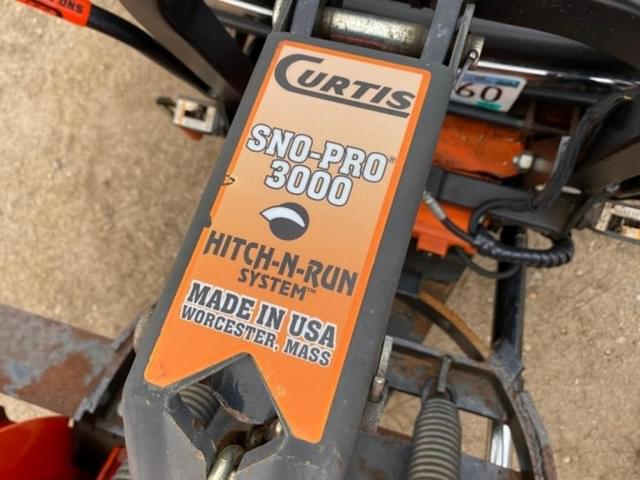 CURTIS
SNO-PRO®
3000
HITCH-N-RUN
SYSTEM™
MADE IN USA
WORCESTER, MASS
60